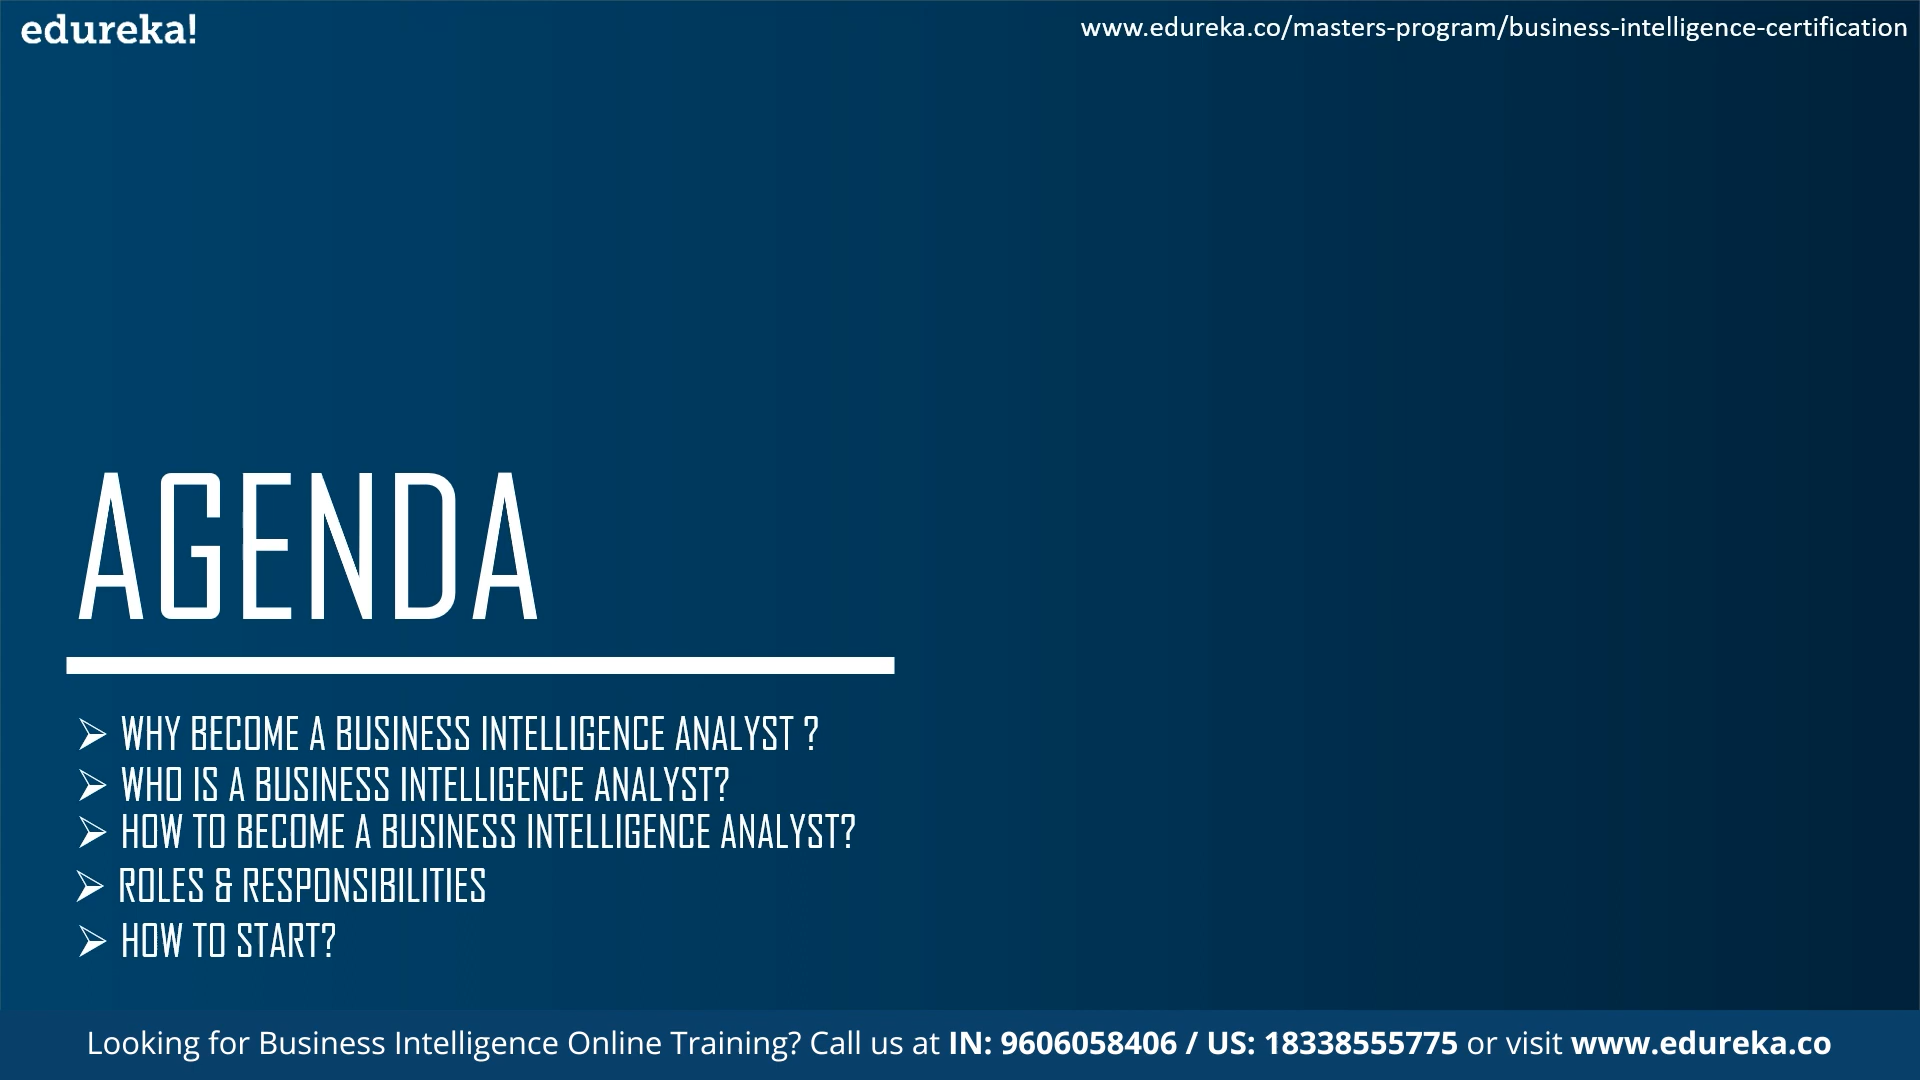 edureka!
www.edureka.co/masters-program/business-intelligence-certification
AGENDA
➢ WHY BECOME A BUSINESS INTELLIGENCE ANALYST ?
➢ WHO IS A BUSINESS INTELLIGENCE ANALYST?
➢ HOW TO BECOME A BUSINESS INTELLIGENCE ANALYST?
➢ ROLES & RESPONSIBILITIES
➢ HOW TO START?
Looking for Business Intelligence Online Training? Call us at IN: 9606058406 / US: 18338555775 or visit www.edureka.co